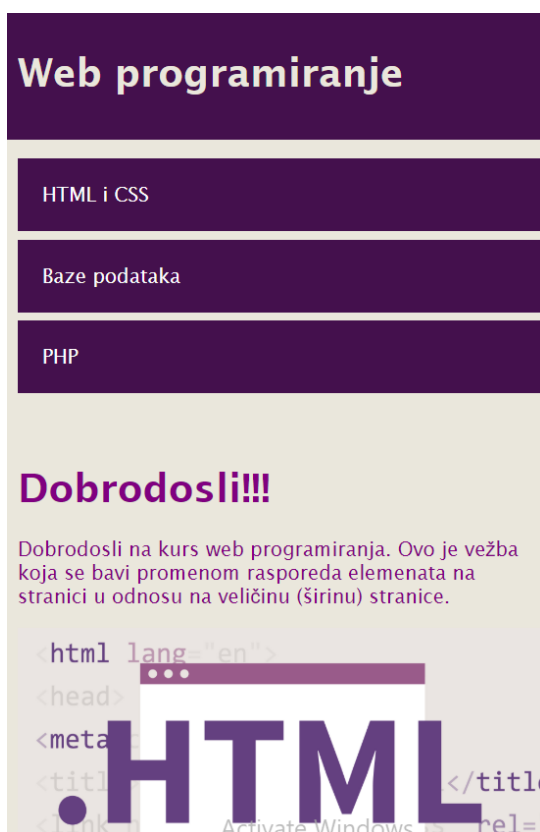 Web programiranje
HTML i CSS
Baze podataka
PHP
Dobrodosli!!!
Dobrodosli na kurs web programiranja. Ovo je vežba
koja se bavi promenom rasporeda elemenata na
stranici u odnosu na veličinu (širinu) stranice.
<html lang="en">
<head>
<meta
.HTML
</title
Activate Windows
rel=